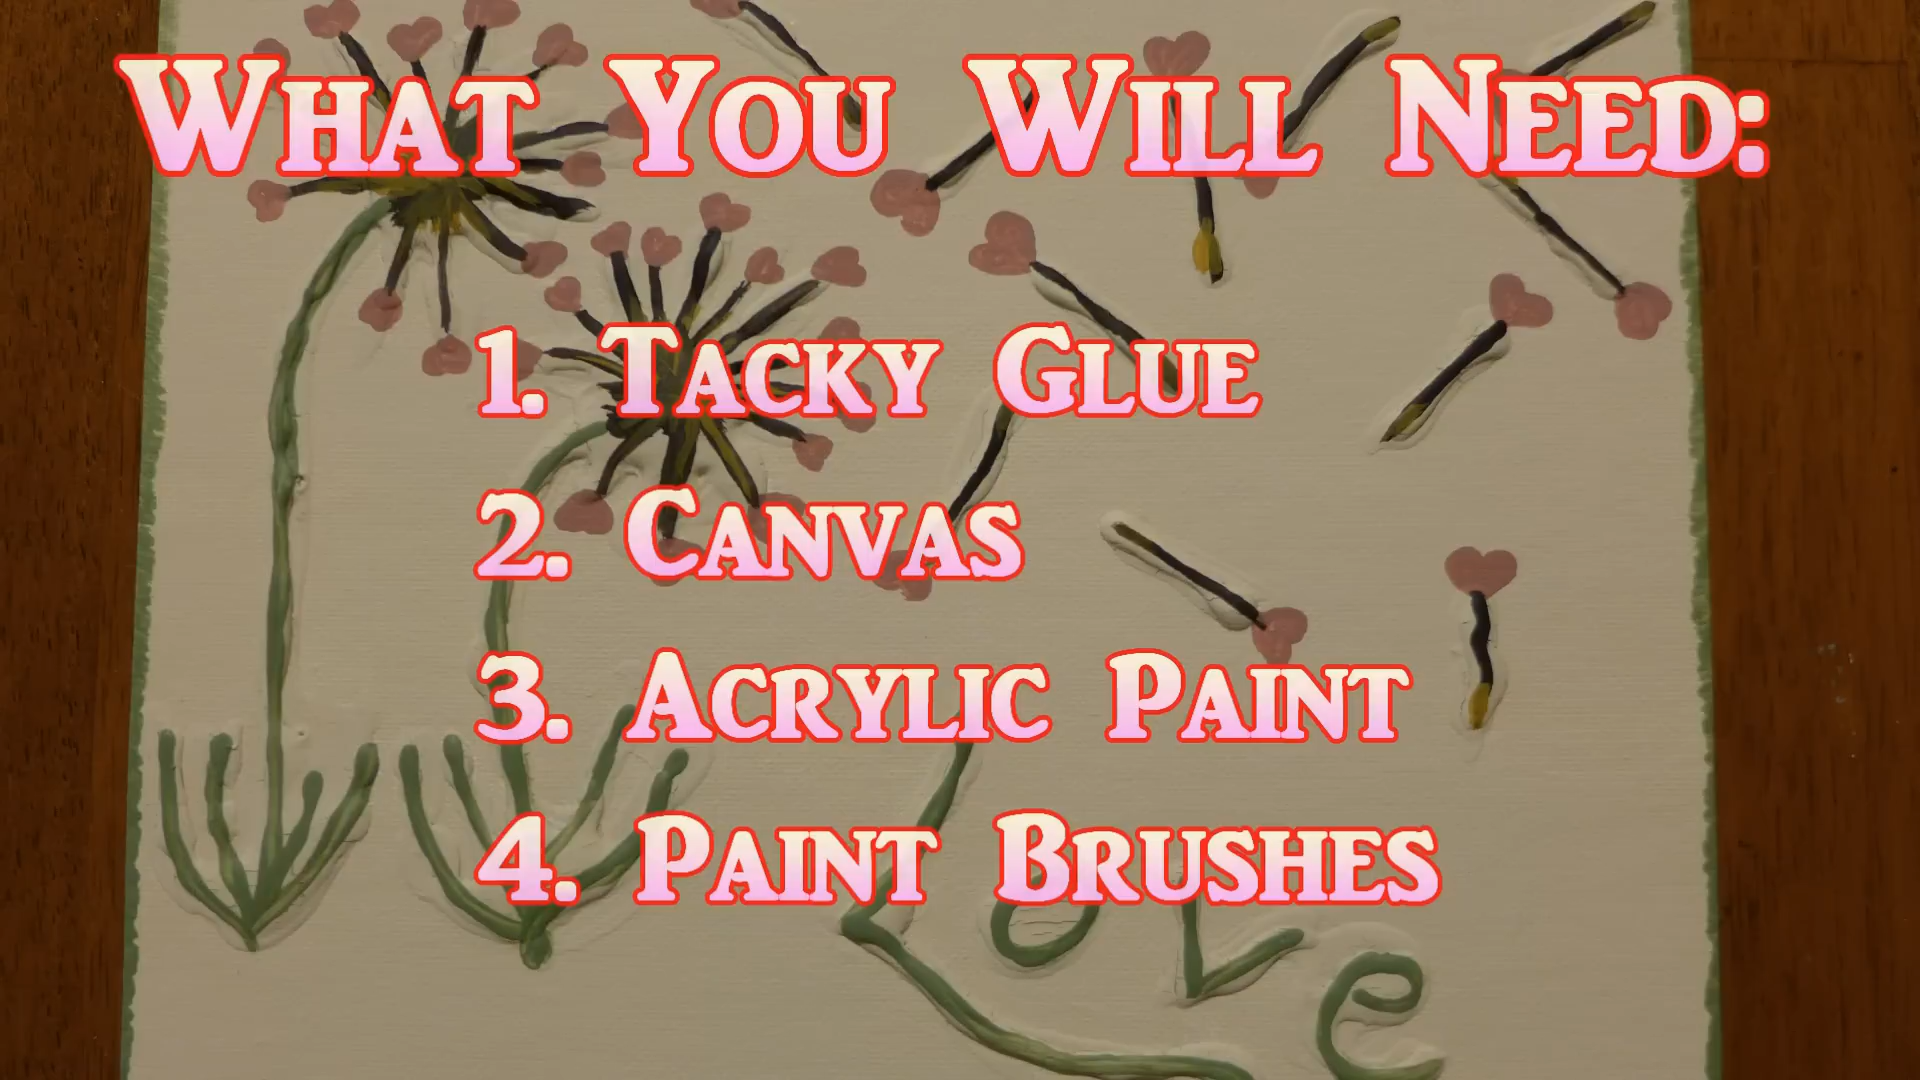 What You Will Need:
1. Tacky Glue
2. Canvas
3. Acrylic Paint
4. Paint Brushes
Love